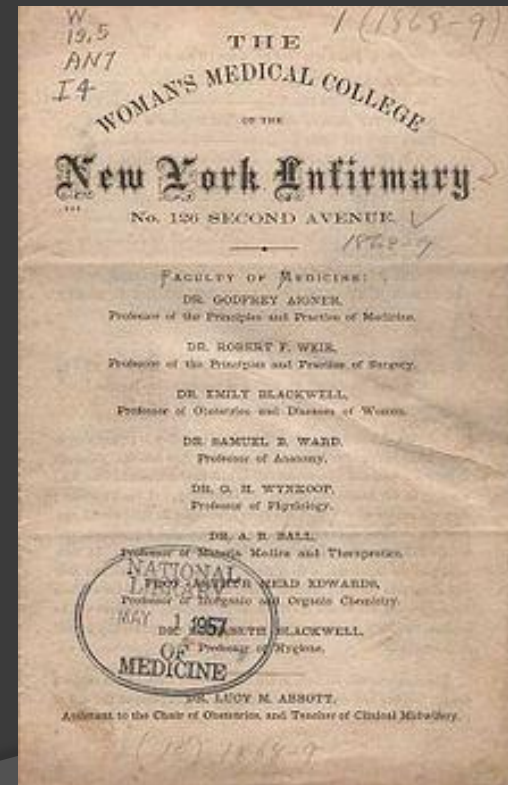 W
19.5
AN7
I4
1 (1868-9)
THE
WOMAN'S MEDICAL COLLEGE
OF THE
New York Infirmary
No. 126 SECOND AVENUE.
1868-9
FACULTY OF MEDICINE:
DR. GODFREY AIGNER,
Professor of the Principles and Practice of Medicine.
DR. ROBERT F. WEIR,
Professor of the Principles and Practice of Surgery.
DR. EMILY BLACKWELL,
Professor of Obstetrics and Diseases of Women.
DR. SAMUEL B. WARD,
Professor of Anatomy.
DR. G. H. WYNKOOP,
Professor of Physiology.
DR. A. B. BALL,
Professor of Materia Medica and Therapeutics.
PROF. ARTHUR MEAD EDWARDS,
Professor of Inorganic and Organic Chemistry.
DR. ELIZABETH BLACKWELL,
Professor of Hygiene.
NATIONAL
LIBRARY
MAY 1 1957
OF
MEDICINE
DR. LUCY M. ABBOTT,
Assistant to the Chair of Obstetrics, and Teacher of Clinical Midwifery.
1868-9